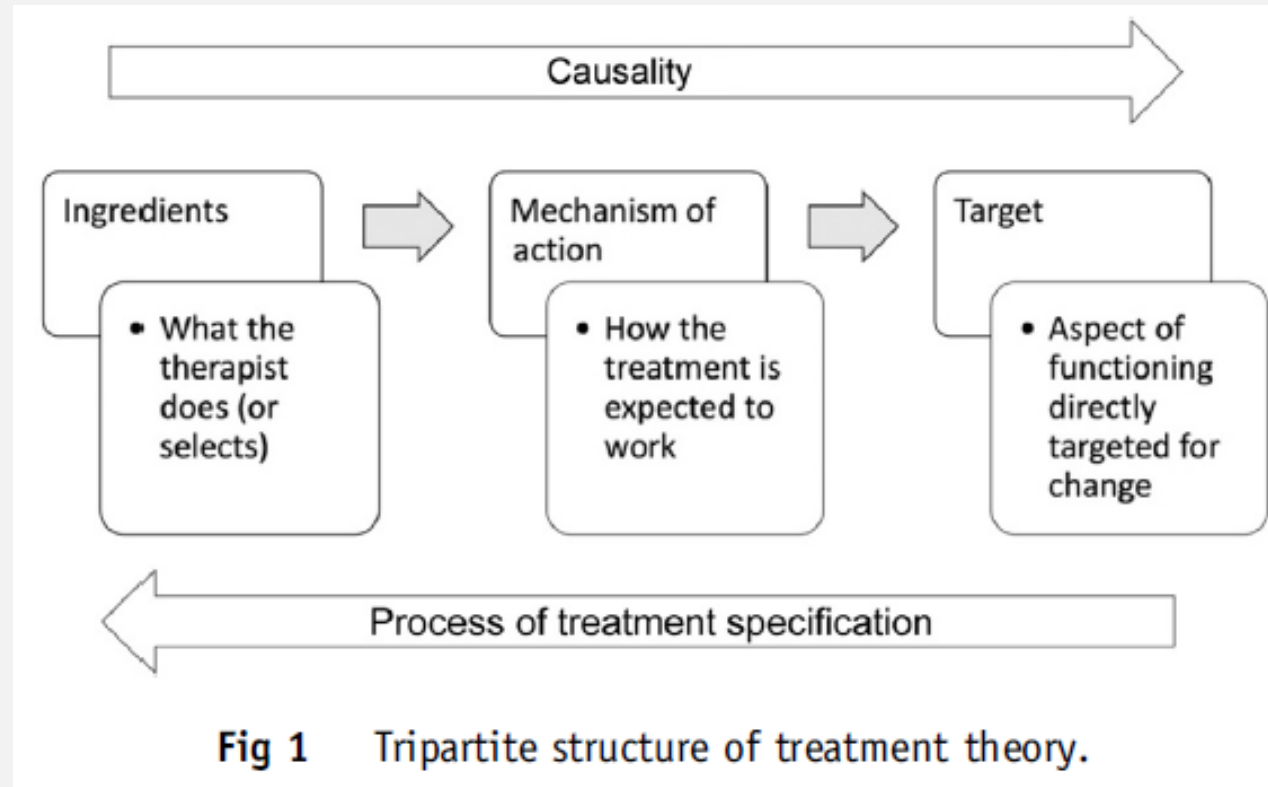 Causality
Ingredients
• What the
therapist
does (or
selects)
Mechanism of
action
• How the
treatment is
expected to
work
Target
• Aspect of
functioning
directly
targeted for
change
Process of treatment specification
Fig 1 Tripartite structure of treatment theory.